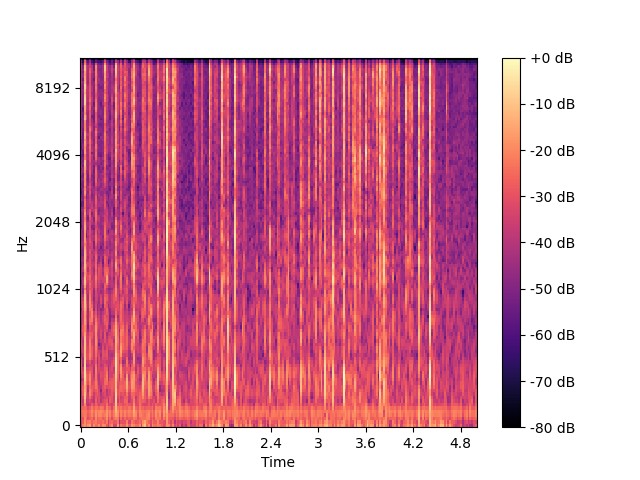 +0 dB
8192
-10 dB
4096
-20 dB
-30 dB
2048
Hz
-40 dB
1024
-50 dB
512
-60 dB
-70 dB
0
-80 dB
0 0.6 1.2 1.8 2.4 3 3.6 4.2 4.8
Time